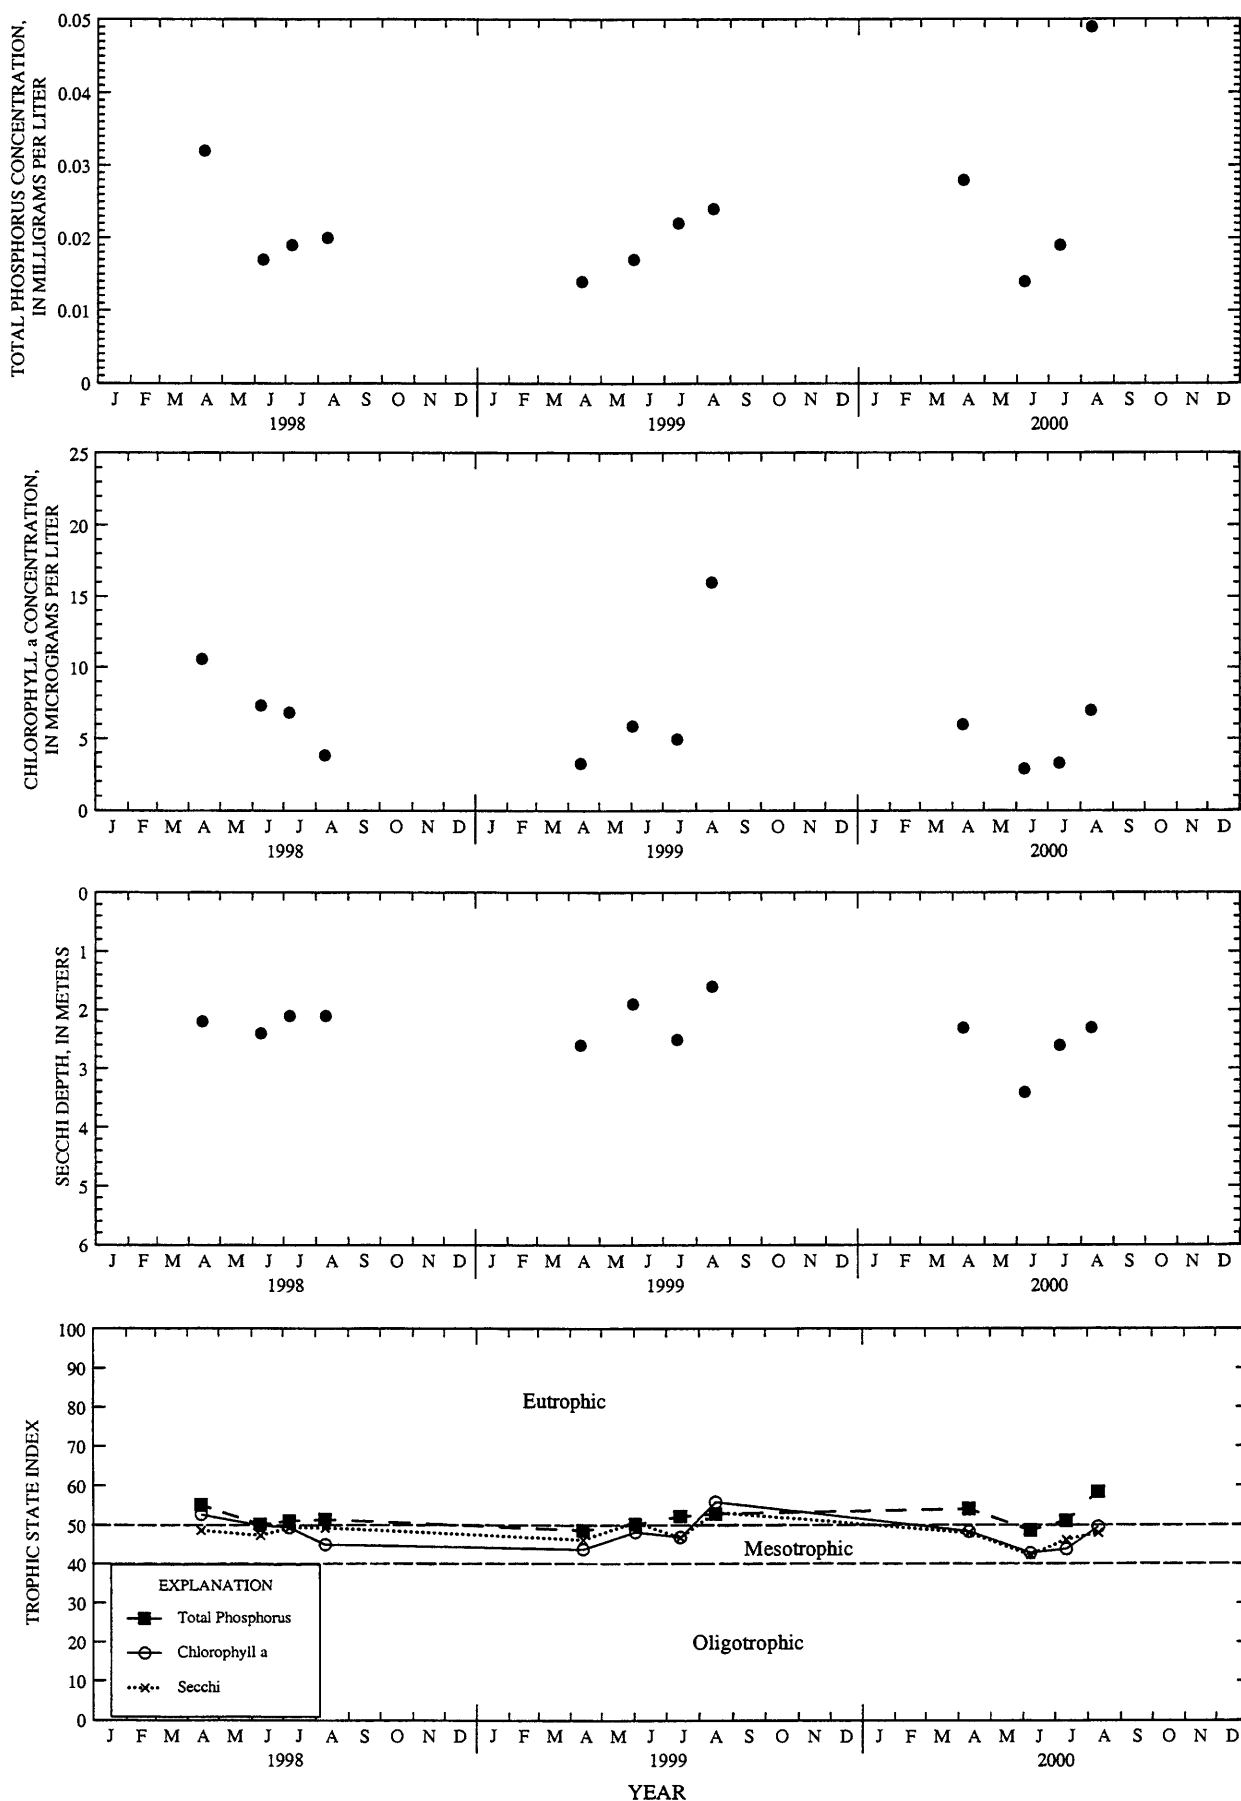 TOTAL PHOSPHORUS CONCENTRATION,
IN MILLIGRAMS PER LITER
0.05
0.04
0.03
0.02
0.01
0
J F M A M J J A S O N D J F M A M J J A S O N D J F M A M J J A S O N D
1998 1999 2000
CHLOROPHYLL a CONCENTRATION,
IN MICROGRAMS PER LITER
25
20
15
10
5
0
J F M A M J J A S O N D J F M A M J J A S O N D J F M A M J J A S O N D
1998 1999 2000
SECCHI DEPTH, IN METERS
0
1
2
3
4
5
6
J F M A M J J A S O N D J F M A M J J A S O N D J F M A M J J A S O N D
1998 1999 2000
TROPHIC STATE INDEX
100
90
80
70
60
50
40
30
20
10
0
Eutrophic
Mesotrophic
Oligotrophic
EXPLANATION
Total Phosphorus
Chlorophyll a
Secchi
J F M A M J J A S O N D J F M A M J J A S O N D J F M A M J J A S O N D
1998 1999 2000
YEAR